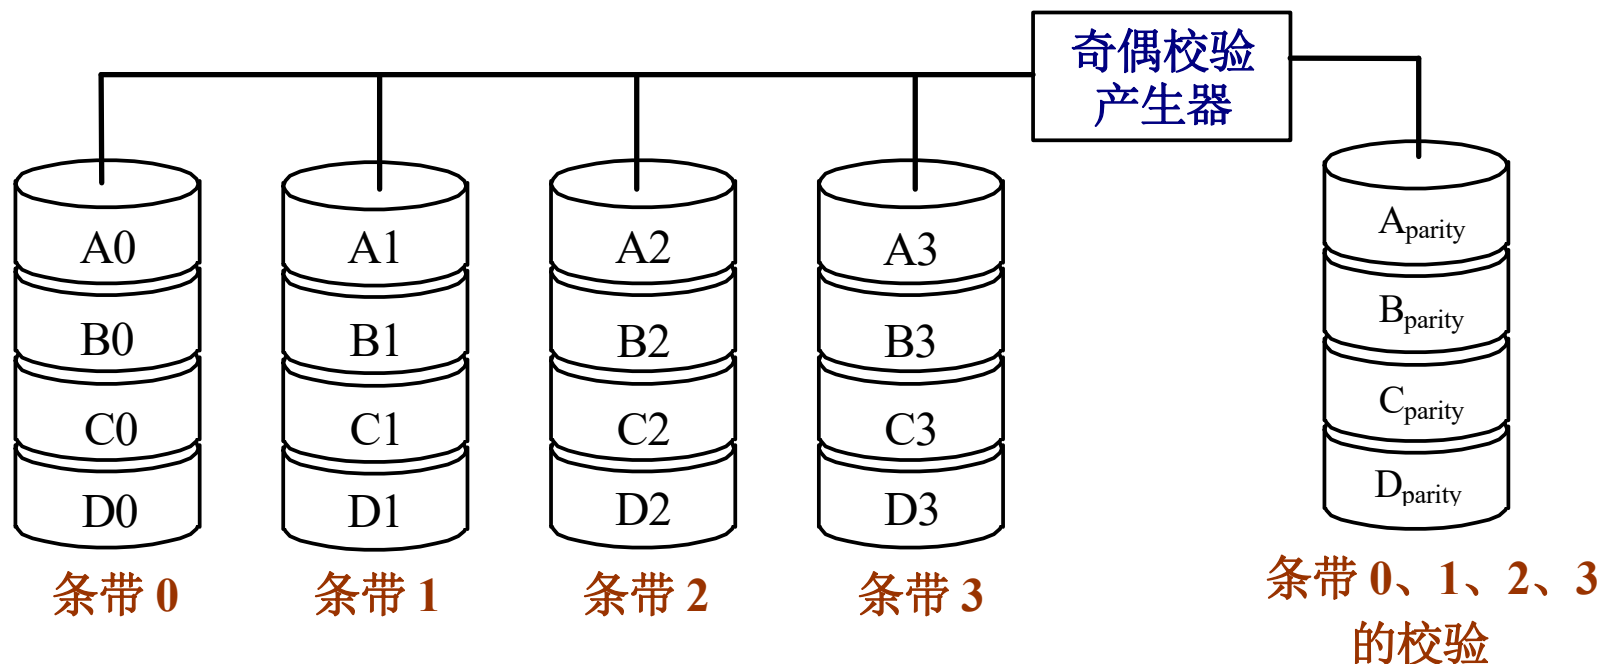 奇偶校验
产生器
A0 A1 A2 A3 Aparity
B0 B1 B2 B3 Bparity
C0 C1 C2 C3 Cparity
D0 D1 D2 D3 Dparity
条带 0 条带 1 条带 2 条带 3 条带 0、1、2、3
的校验